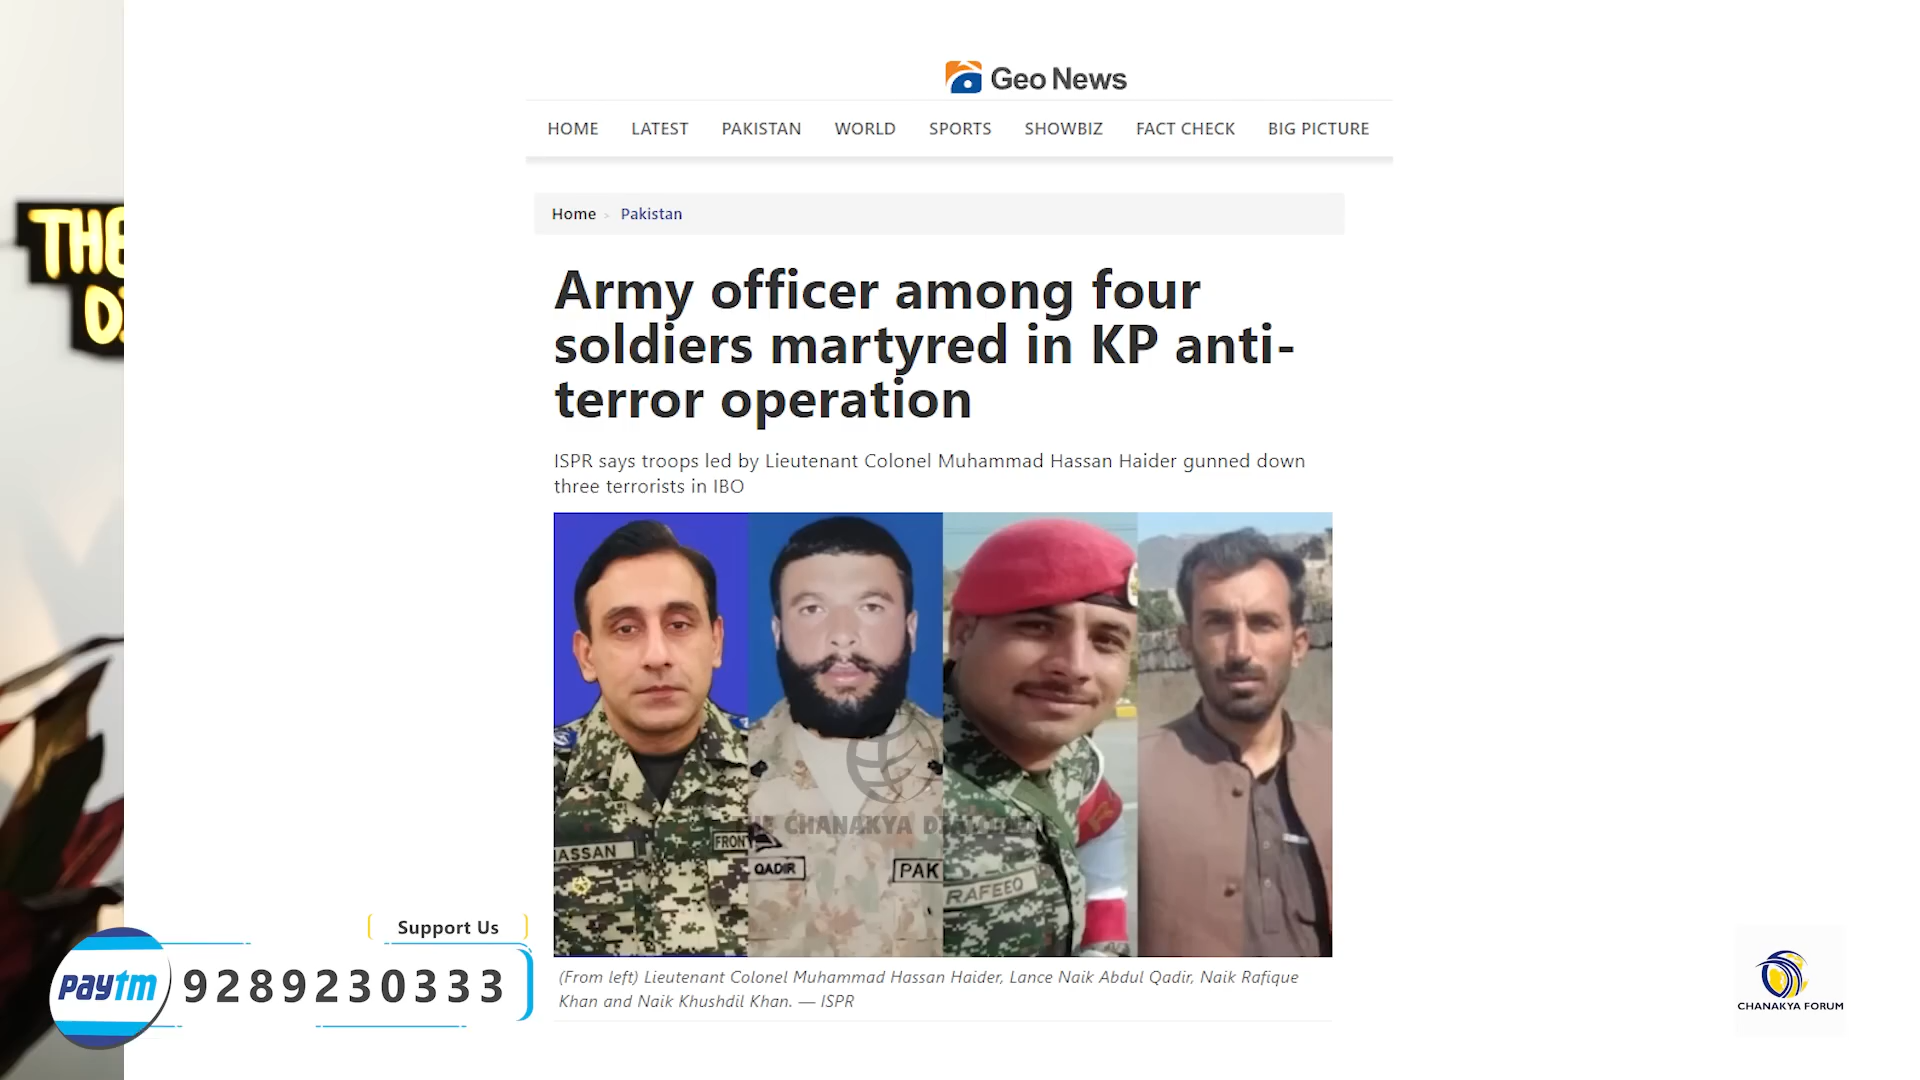 Geo News
HOME LATEST PAKISTAN WORLD SPORTS SHOWBIZ FACT CHECK BIG PICTURE
THE
Home > Pakistan
Army officer among four
soldiers martyred in KP anti-
terror operation
ISPR says troops led by Lieutenant Colonel Muhammad Hassan Haider gunned down
three terrorists in IBO
THE CHANAKYA
HASSAN
FRON
QADIR
PAK
RAFEEQ
(From left) Lieutenant Colonel Muhammad Hassan Haider, Lance Naik Abdul Qadir, Naik Rafique
Khan and Naik Khushdil Khan. — ISPR
Support Us
paytm 9289230333
CHANAKYA FORUM